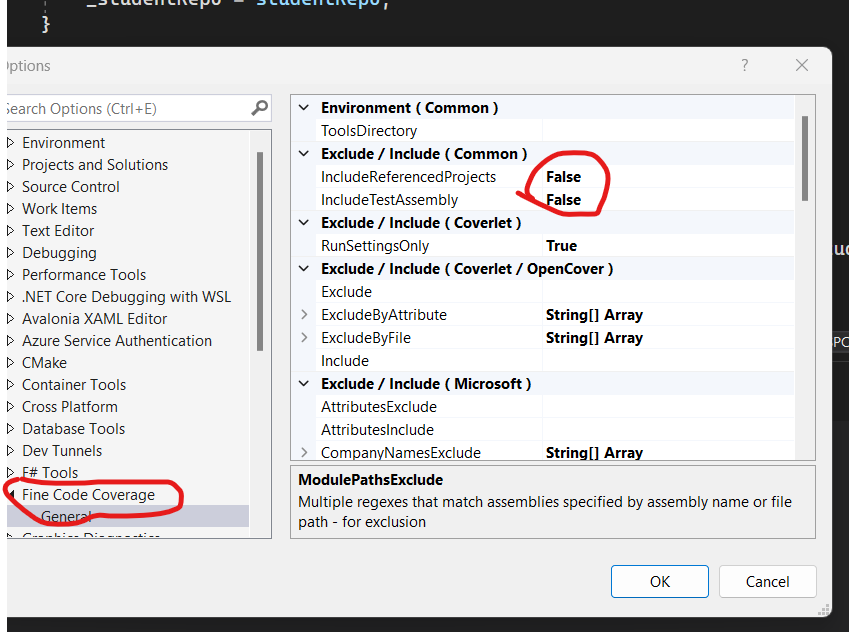 _studentRepo = studentRepo;
}
ptions
?
Search Options (Ctrl+E)
Environment
Projects and Solutions
Source Control
Work Items
Text Editor
Debugging
Performance Tools
.NET Core Debugging with WSL
Avalonia XAML Editor
Azure Service Authentication
CMake
Container Tools
Cross Platform
Database Tools
Dev Tunnels
F# Tools
Fine Code Coverage
General
Graphics Diagnostics
Environment ( Common )
ToolsDirectory
Exclude / Include ( Common )
IncludeReferencedProjects False
IncludeTestAssembly False
Exclude / Include ( Coverlet )
RunSettingsOnly True
Exclude / Include ( Coverlet / OpenCover )
Exclude
ExcludeByAttribute String[] Array
ExcludeByFile String[] Array
Include
Exclude / Include ( Microsoft )
AttributesExclude
AttributesInclude
CompanyNamesExclude String[] Array
ModulePathsExclude
Multiple regexes that match assemblies specified by assembly name or file
path - for exclusion
OK
Cancel